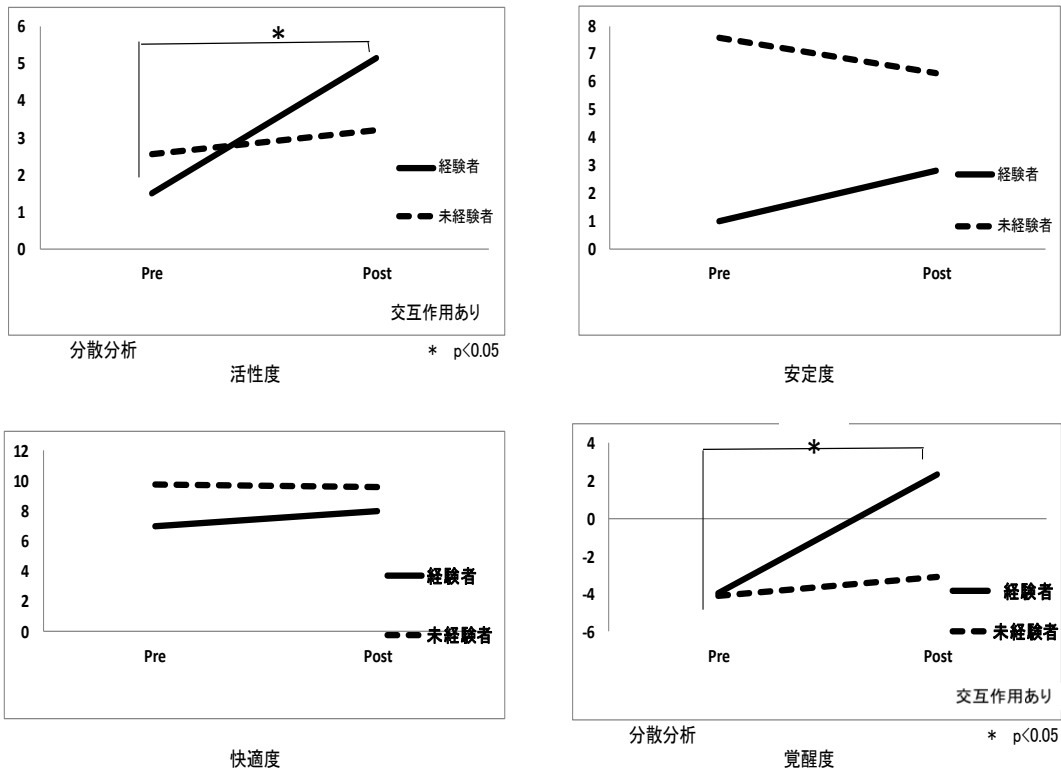 6
5
4
3
2
1
0
*
経験者
未経験者
Pre
Post
交互作用あり
分散分析
* p<0.05
活性度
8
7
6
5
4
3
2
1
0
経験者
未経験者
Pre
Post
安定度
12
10
8
6
4
2
0
経験者
未経験者
Pre
Post
快適度
4
2
0
-2
-4
-6
*
経験者
未経験者
Pre
Post
交互作用あり
分散分析
* p<0.05
覚醒度